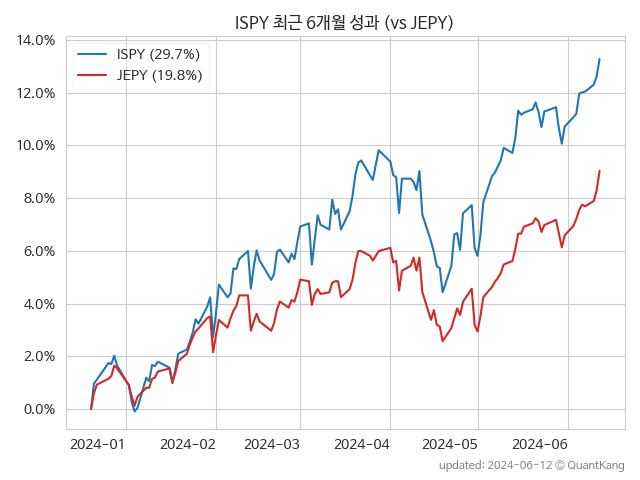 ISPY 최근 6개월 성과 (vs JEPY)
ISPY (29.7%)
JEPY (19.8%)
14.0%
12.0%
10.0%
8.0%
6.0%
4.0%
2.0%
0.0%
2024-01 2024-02 2024-03 2024-04 2024-05 2024-06
updated: 2024-06-12 © QuantKang